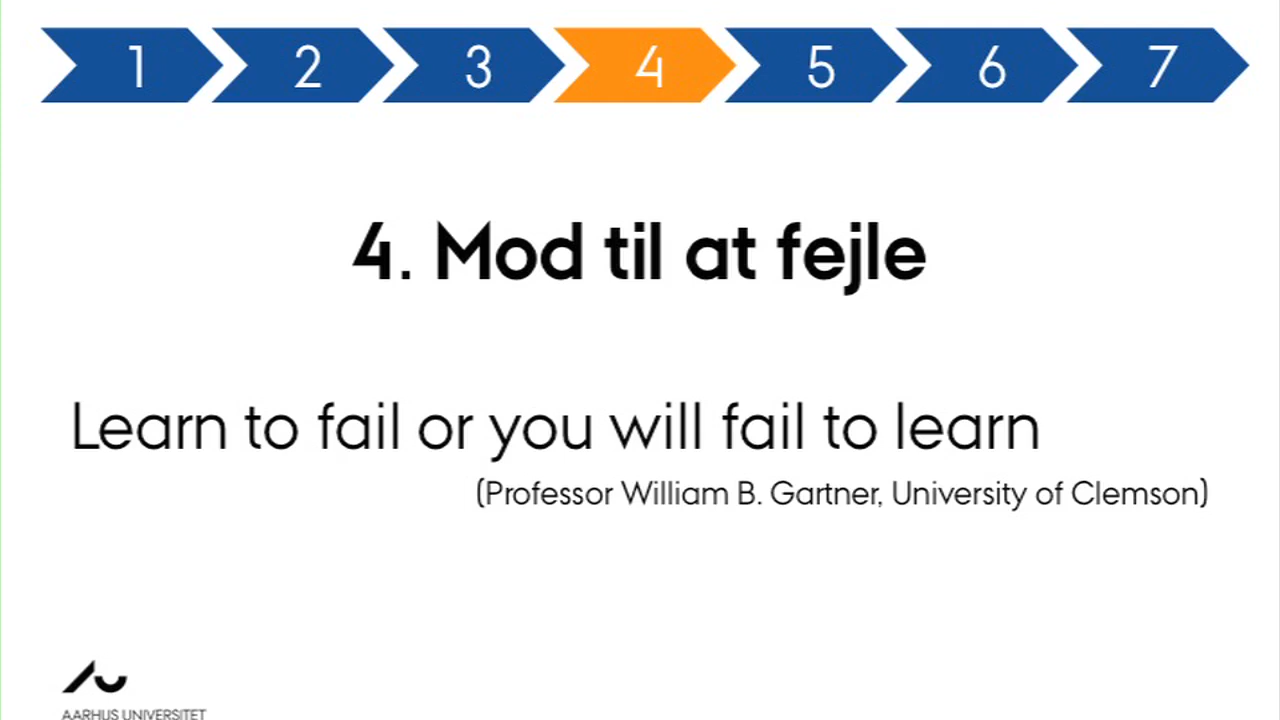 1 2 3 4 5 6 7
4. Mod til at fejle
Learn to fail or you will fail to learn
(Professor William B. Gartner, University of Clemson)
AARHUS UNIVERSITET